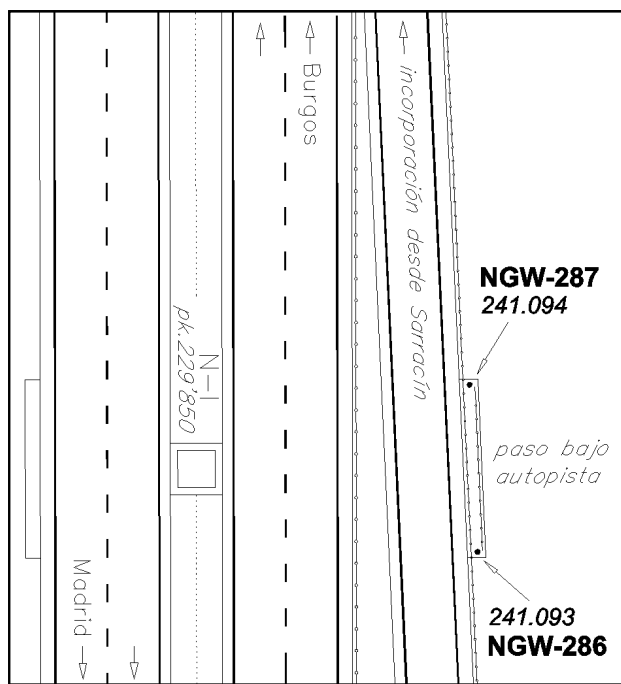 Burgos
incorporación desde Sarracín
NGW-287
241.094
N-I
pk.229'850
paso bajo
autopista
Madrid
241.093
NGW-286